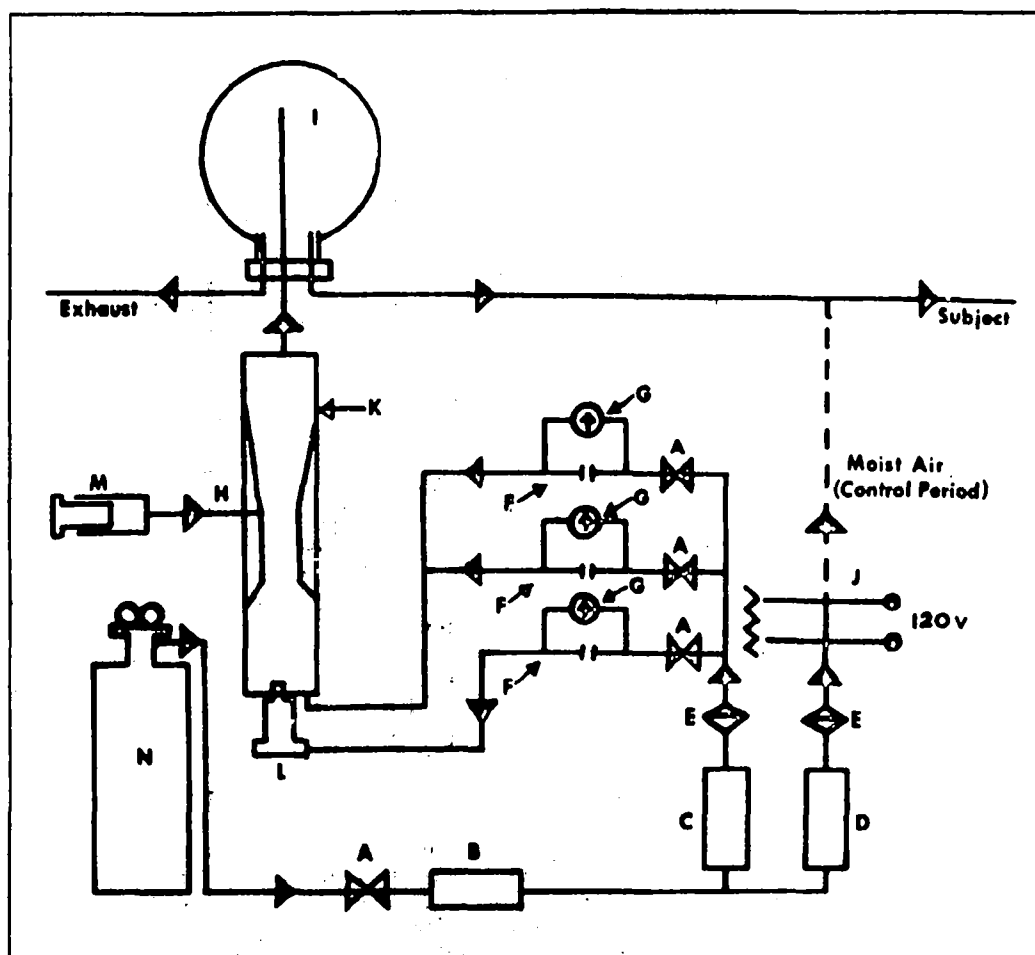 I
Exhaust
Subject
K
G
A
Moist Air
(Control Period)
M
H
F
G
A
J
120 v
F
G
A
F
E
E
N
L
C
D
A
B